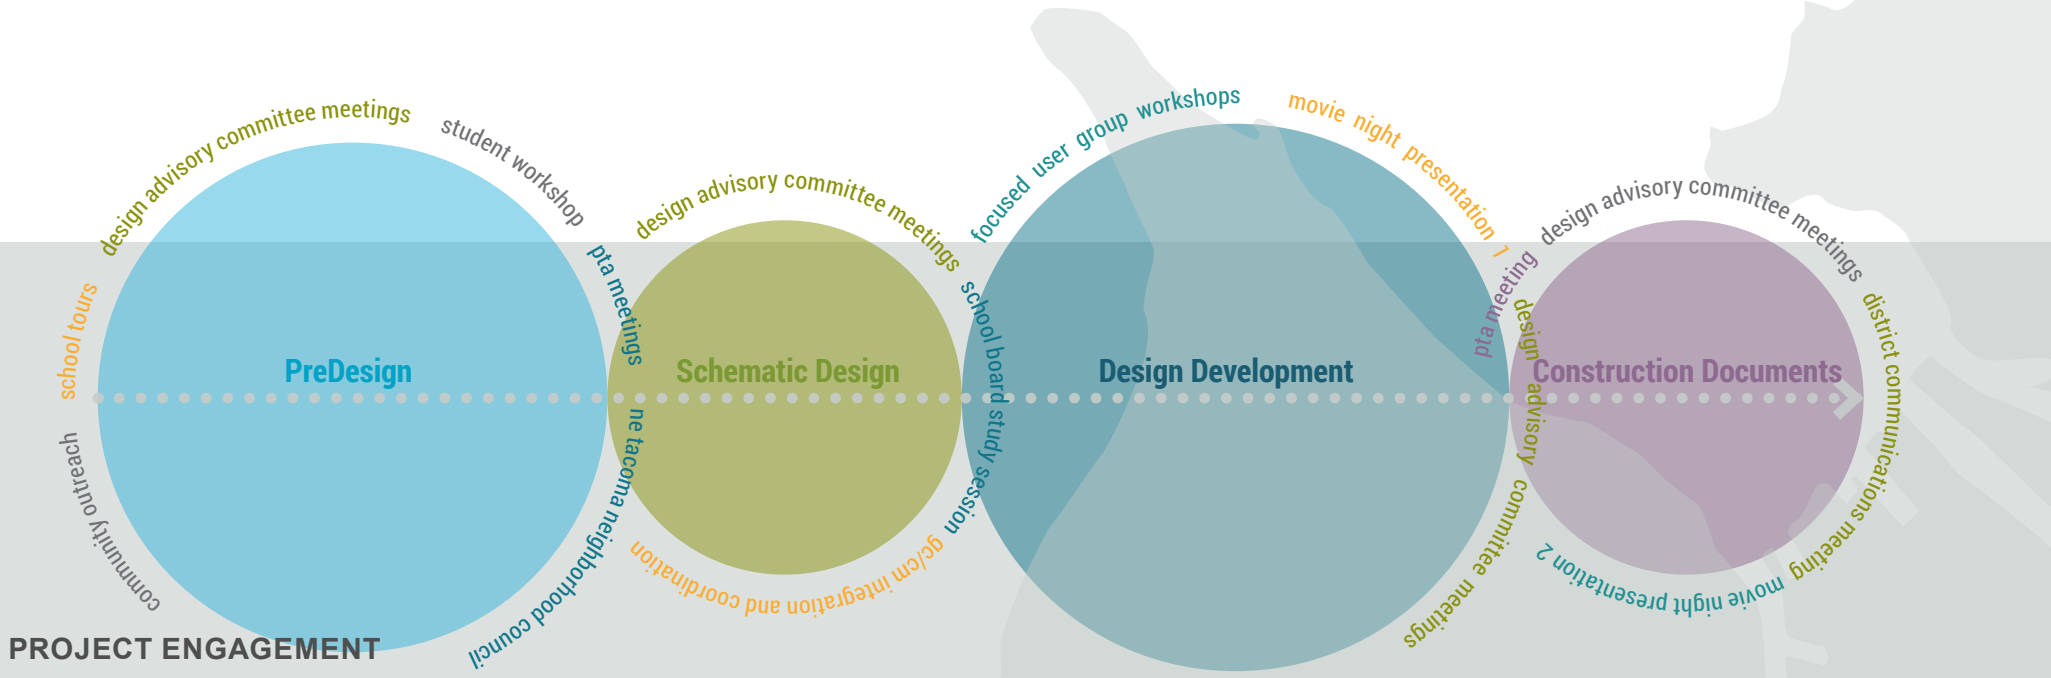 community outreach
school tours
design advisory committee meetings
student workshop
pta meetings
ne tacoma neighborhood council
PreDesign
design advisory committee meetings
school board study session
gc/cm integration and coordination
Schematic Design
focused user group workshops
movie night presentation 1
design advisory committee meetings
Design Development
pta meeting
design advisory committee meetings
district communications meeting
movie night presentation 2
Construction Documents
PROJECT ENGAGEMENT